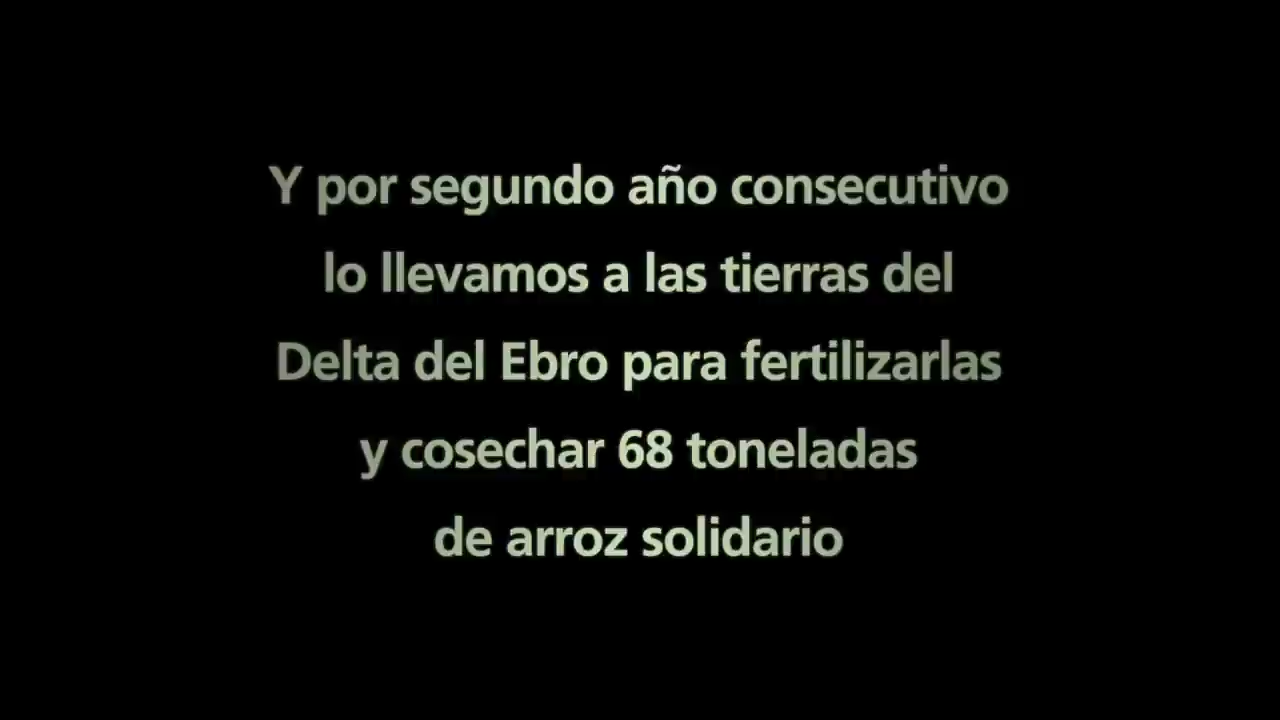 Y por segundo año consecutivo
lo llevamos a las tierras del
Delta del Ebro para fertilizarlas
y cosechar 68 toneladas
de arroz solidario